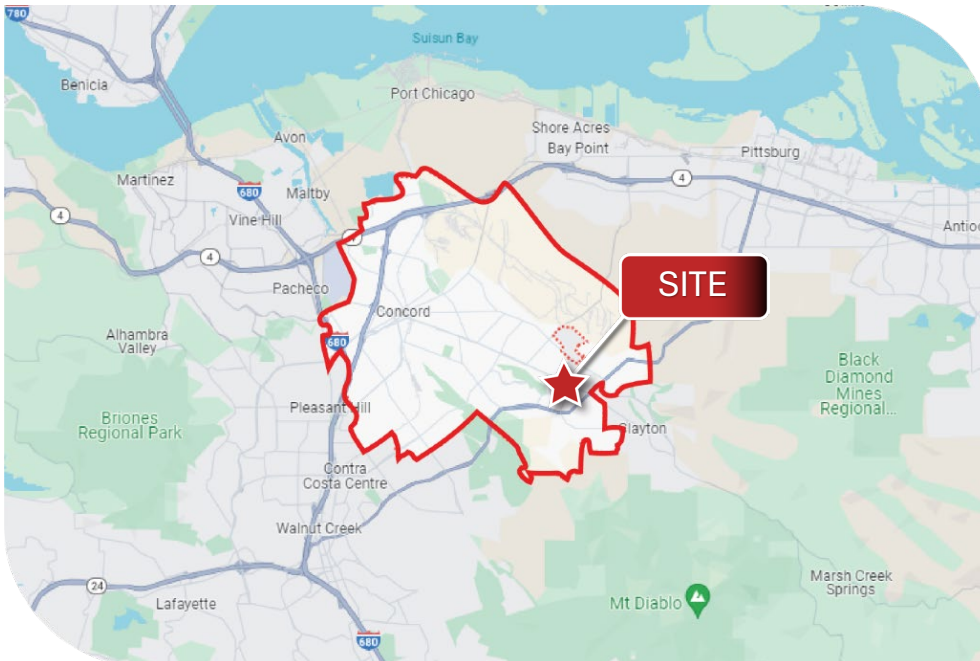 780
Suisun Bay
Benicia
Port Chicago
Shore Acres
Bay Point
Avon
Pittsburg
Martinez
680
Maltby
4
4
Vine Hill
Antio
4
Pacheco
SITE
Concord
Alhambra
Valley
680
Black
Diamond
Mines
Regional...
Pleasant Hill
Briones
Regional Park
Clayton
Contra
Costa Centre
Walnut Creek
24
Marsh Creek
Springs
Lafayette
Mt Diablo
680